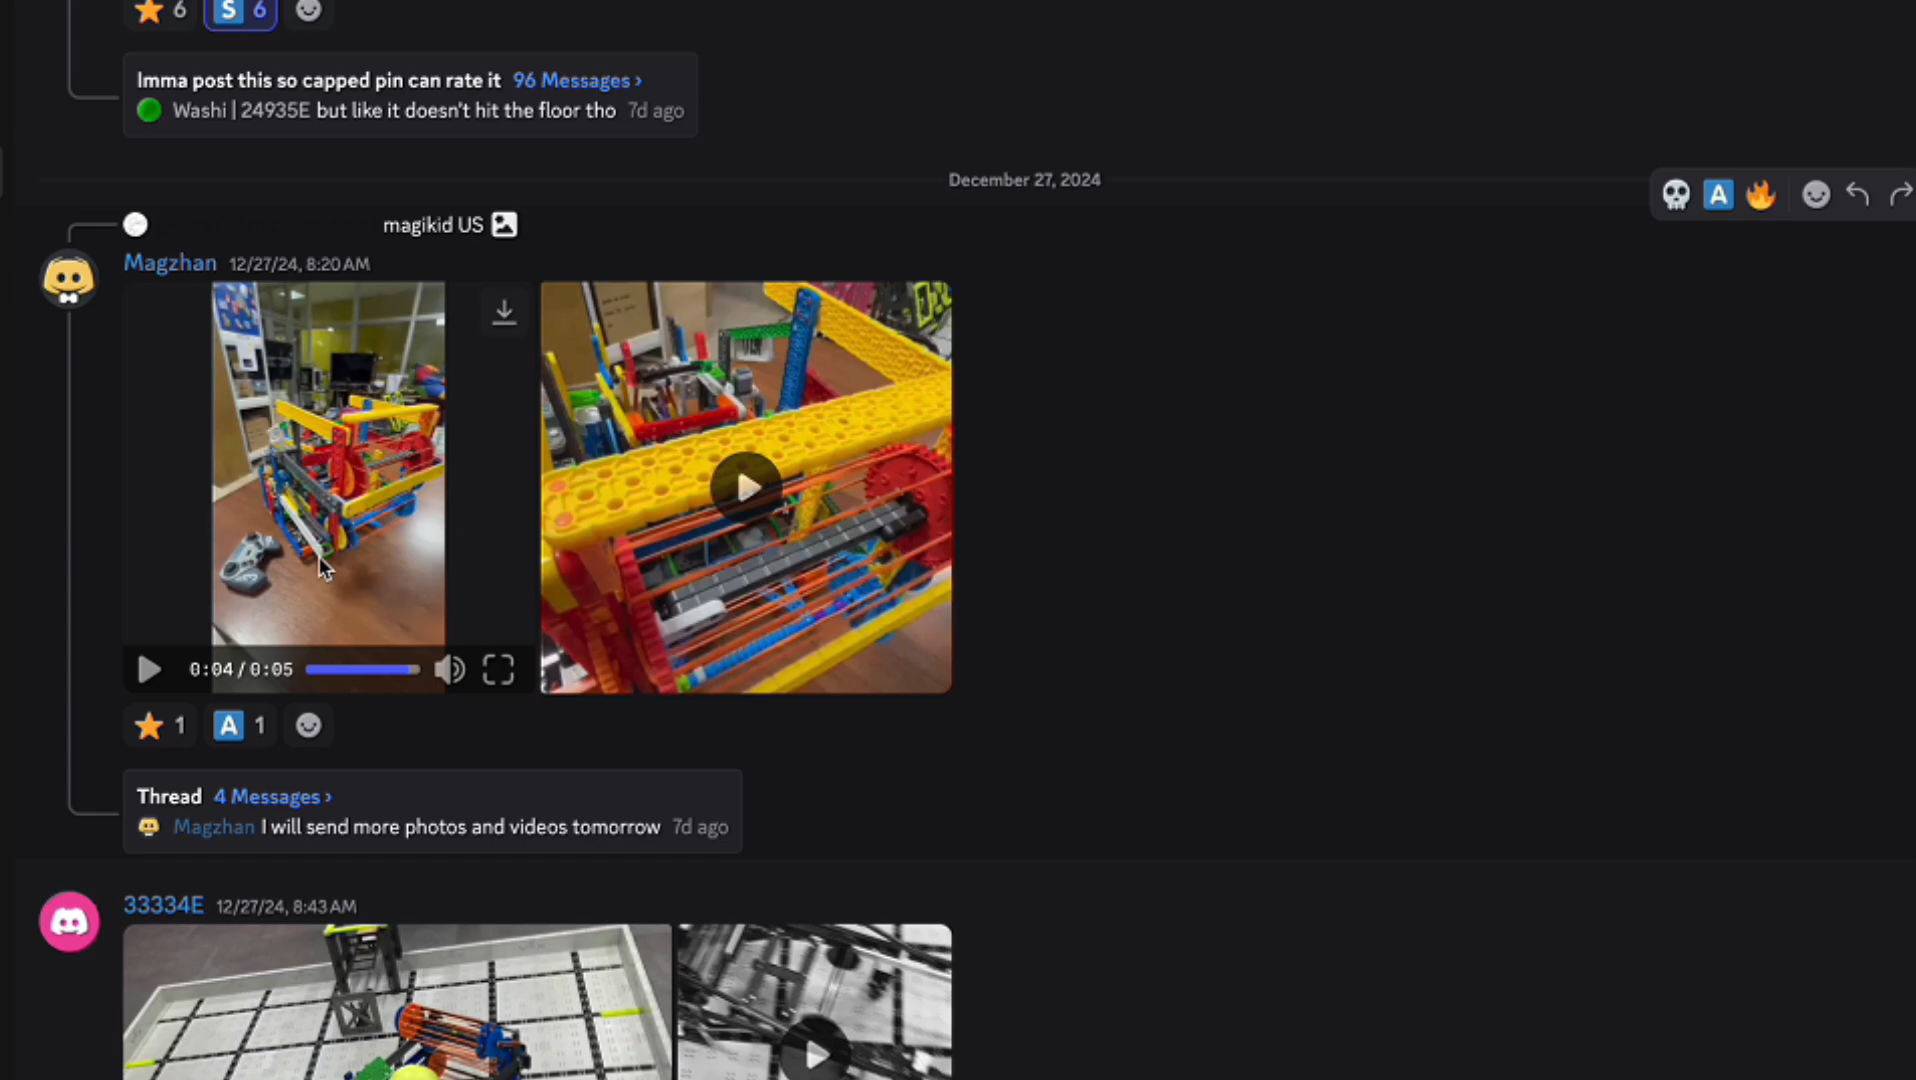 6 S 6
Imma post this so capped pin can rate it 96 Messages ›
Washi | 24935E but like it doesn't hit the floor tho 7d ago
December 27, 2024
A
magikid US
Magzhan 12/27/24, 8:20 AM
0:04 / 0:05
1 A 1
Thread 4 Messages ›
Magzhan I will send more photos and videos tomorrow 7d ago
33334E 12/27/24, 8:43 AM